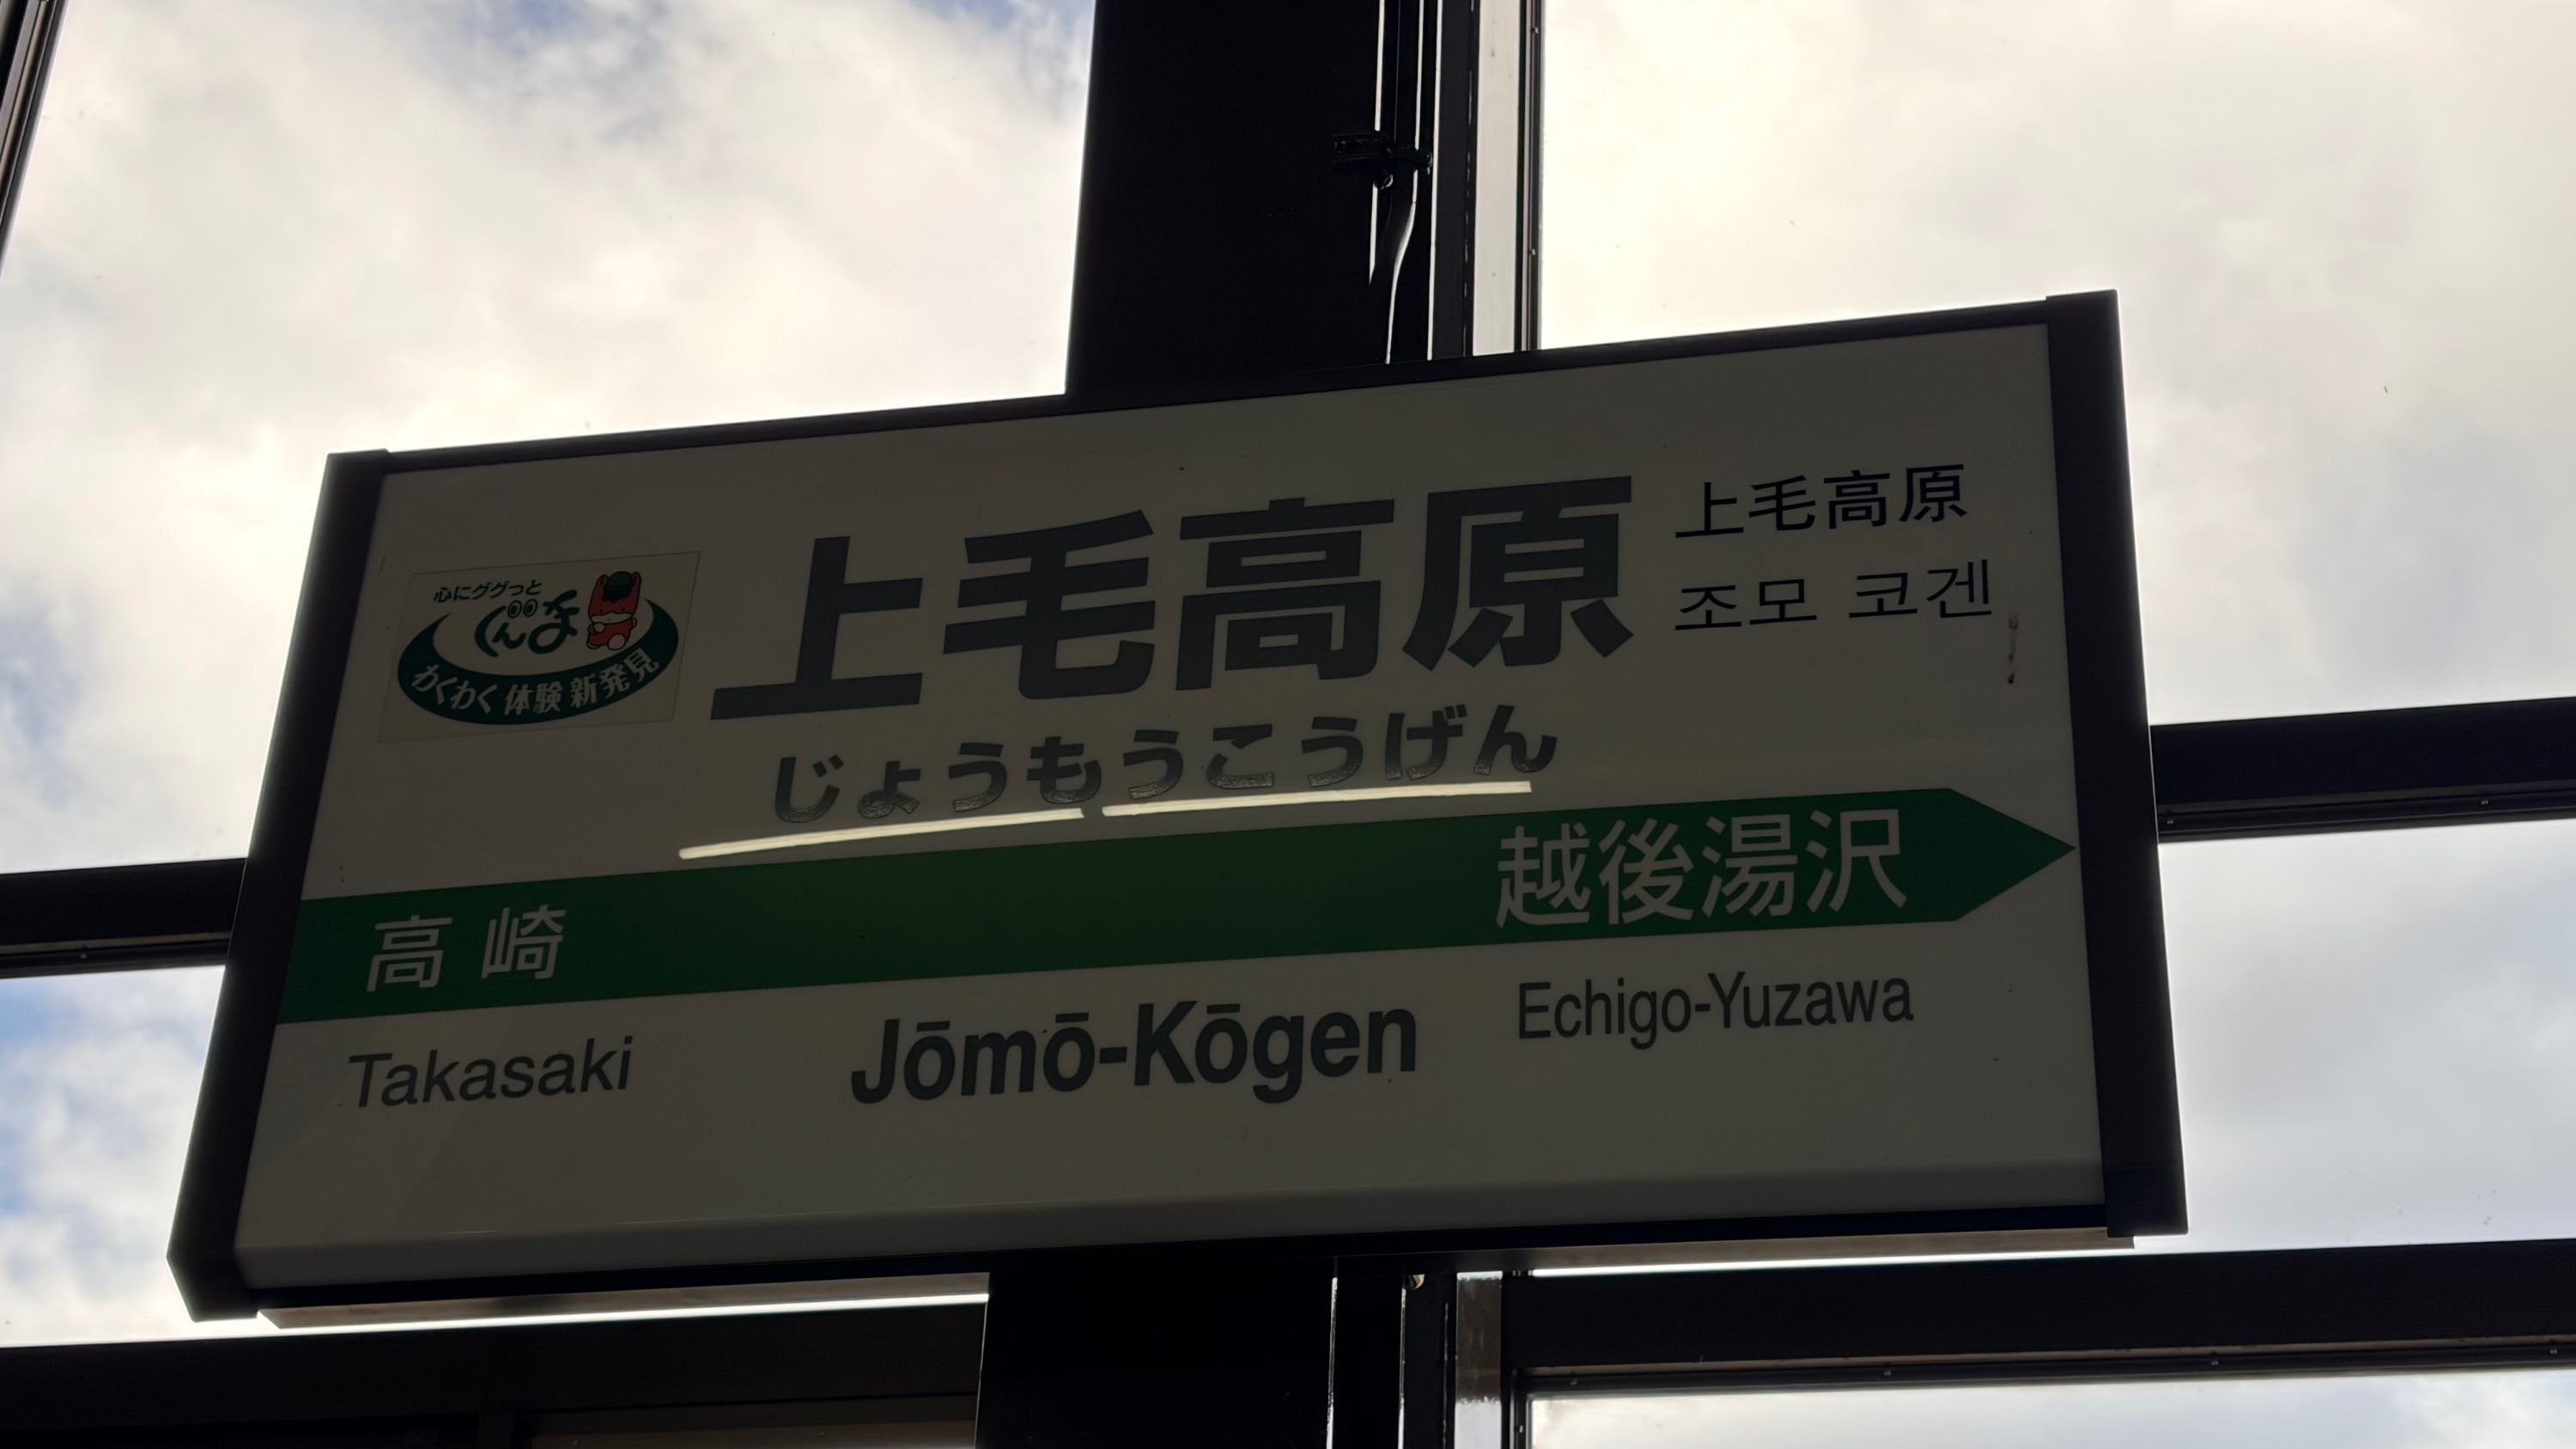 心にググっと
ぐんま
わくわく 体験 新発見
上毛高原
上毛高原
조모 코겐
じょうもうこうげん
高崎
越後湯沢
Takasaki
Jōmō-Kōgen
Echigo-Yuzawa